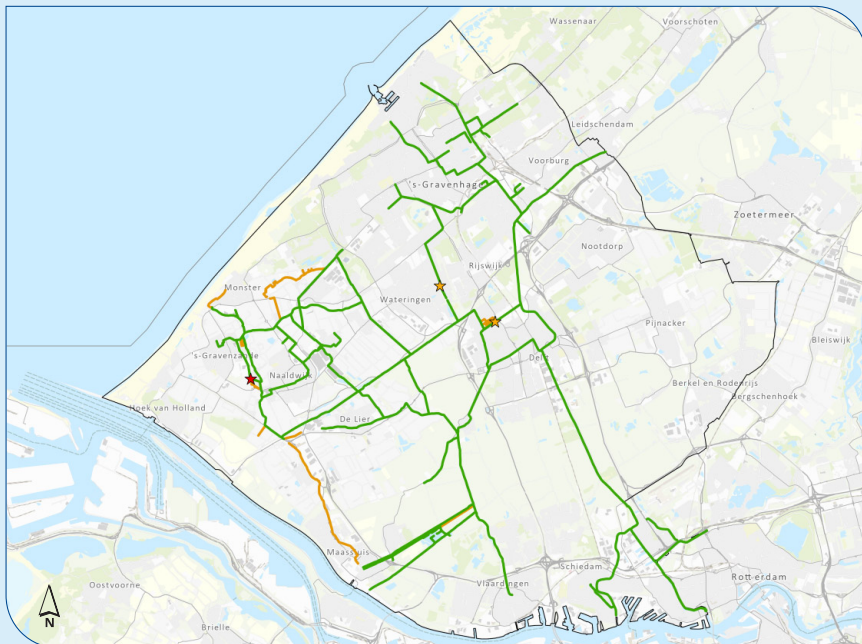 Wassenaar
Voorschoten
Leidschendam
Voorburg
's-Gravenhage
Zoetermeer
Nootdorp
Rijswijk
Monster
Wateringen
Pijnacker
Bleiswijk
's-Gravenzande
Delft
Naaldwijk
Berkel en Rodenrijs
Bergschenhoek
Hoek van Holland
De Lier
Maassluis
Schiedam
Rotterdam
Vlaardingen
Oostvoorne
Brielle
N